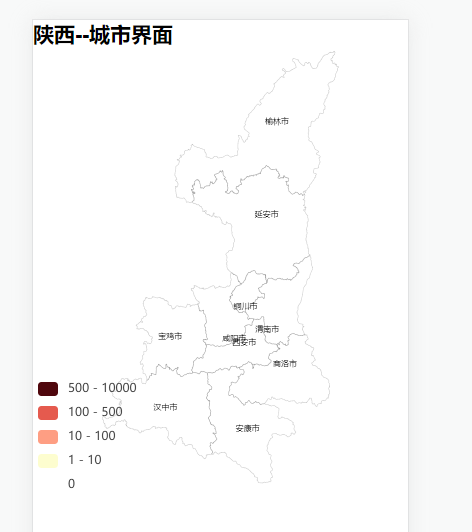 陕西--城市界面
榆林市
延安市
铜川市
渭南市
宝鸡市
咸阳市
西安市
商洛市
汉中市
安康市
500 - 10000
100 - 500
10 - 100
1 - 10
0